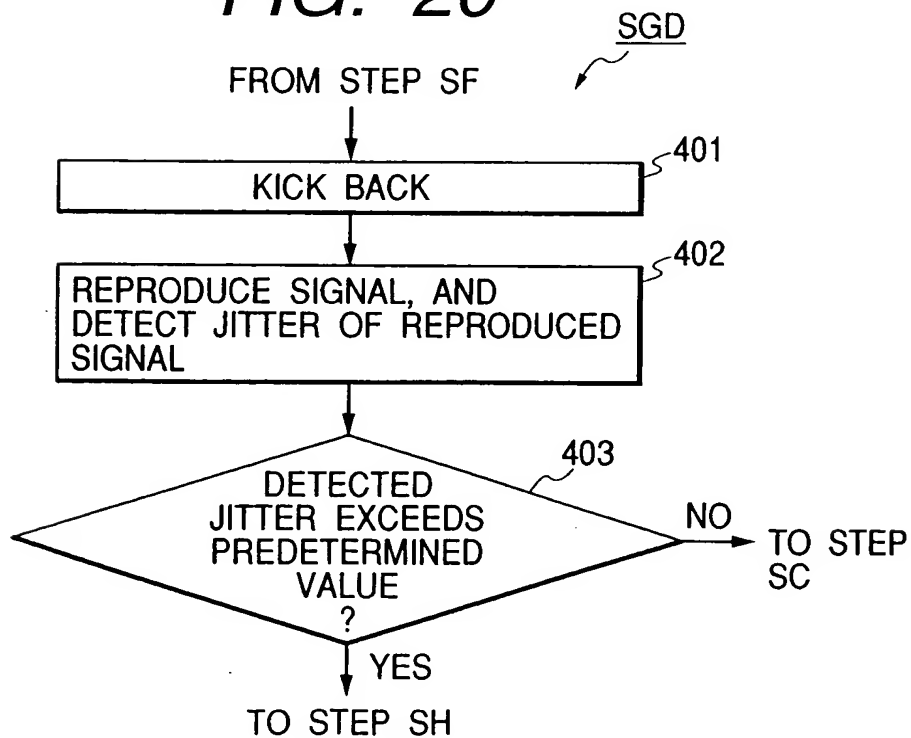 FIG. 20
SGD
FROM STEP SF
401
KICK BACK
402
REPRODUCE SIGNAL, AND
DETECT JITTER OF REPRODUCED
SIGNAL
403
DETECTED
JITTER EXCEEDS
PREDETERMINED
VALUE
?
NO
TO STEP
SC
YES
TO STEP SH